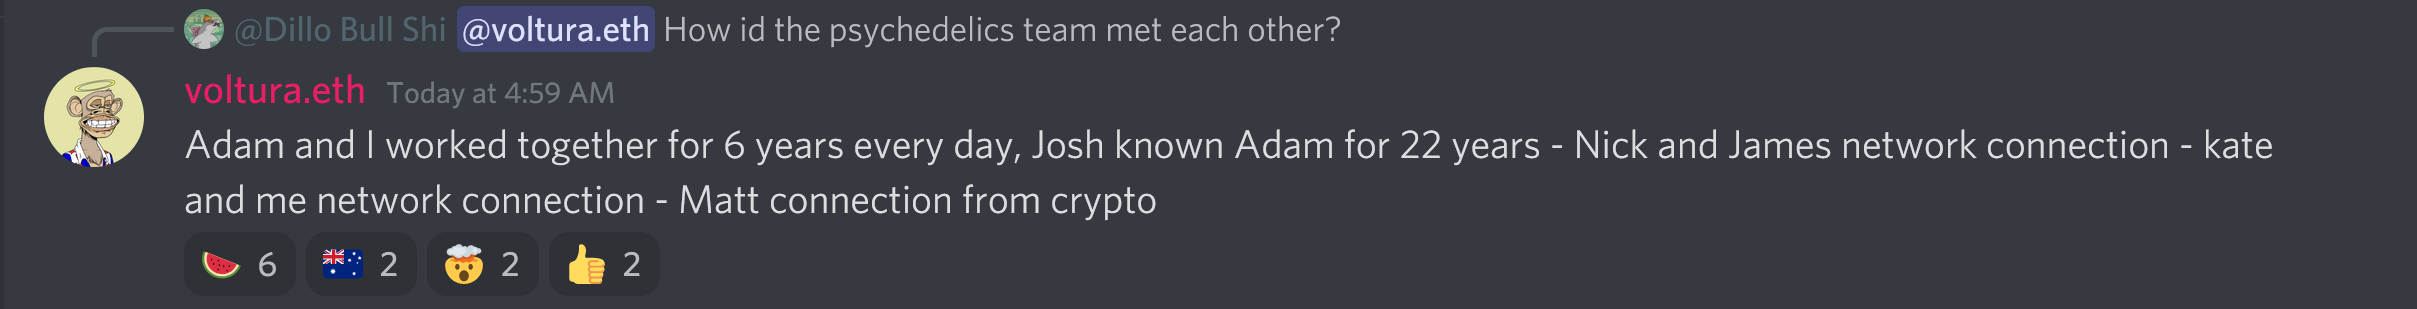 @Dillo Bull Shi @voltura.eth How id the psychedelics team met each other?
voltura.eth Today at 4:59 AM
Adam and I worked together for 6 years every day, Josh known Adam for 22 years - Nick and James network connection - kate
and me network connection - Matt connection from crypto
6 2 2 2